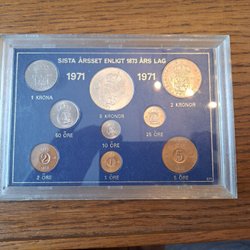 SISTA ÅRSSET ENLIGT 1873 ÅRS LAG
1971 1971
1 KRONA
5 KRONOR
2 KRONOR
50 ÖRE
25 ÖRE
10 ÖRE
2 ÖRE
1 ÖRE
5 ÖRE